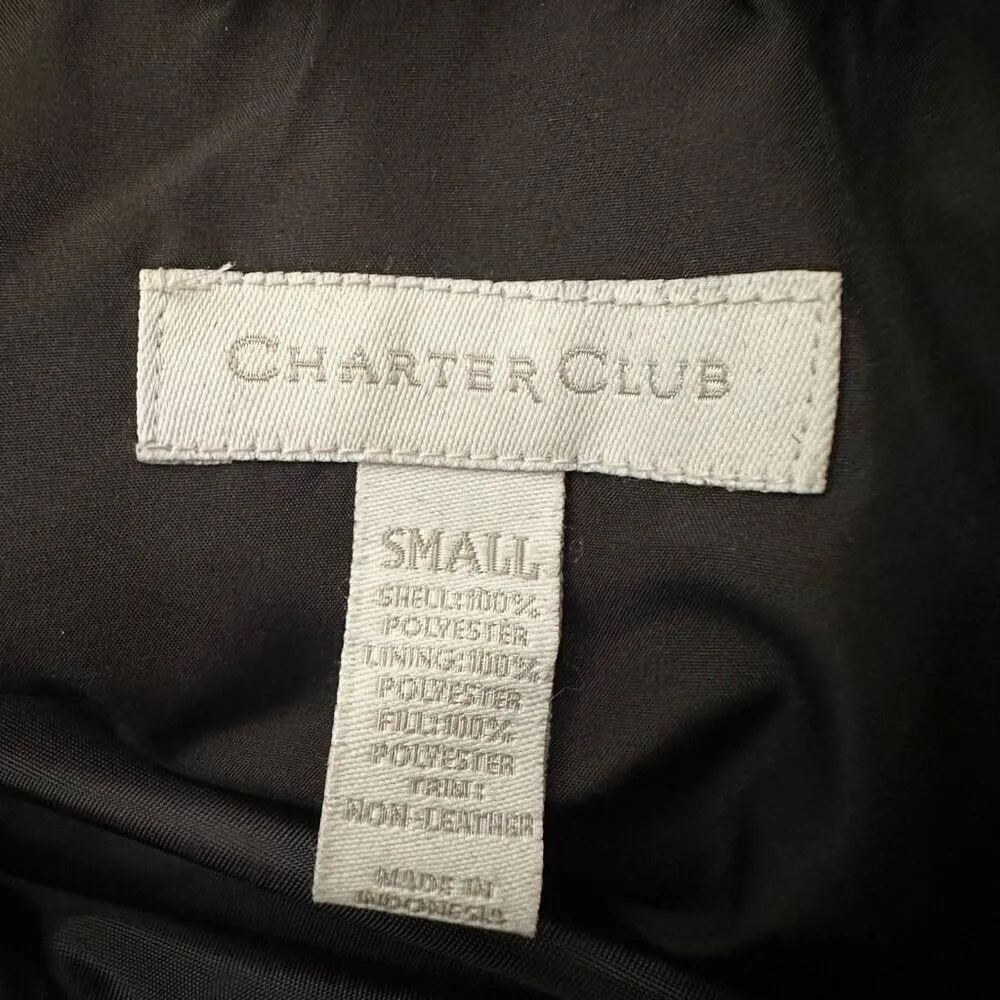 CHARTER CLUB
SMALL
SHELL:100%
POLYESTER
LINING:100%
POLYESTER
FILL:100%
POLYESTER
TRIM:
NON-LEATHER
MADE IN
INDONESIA